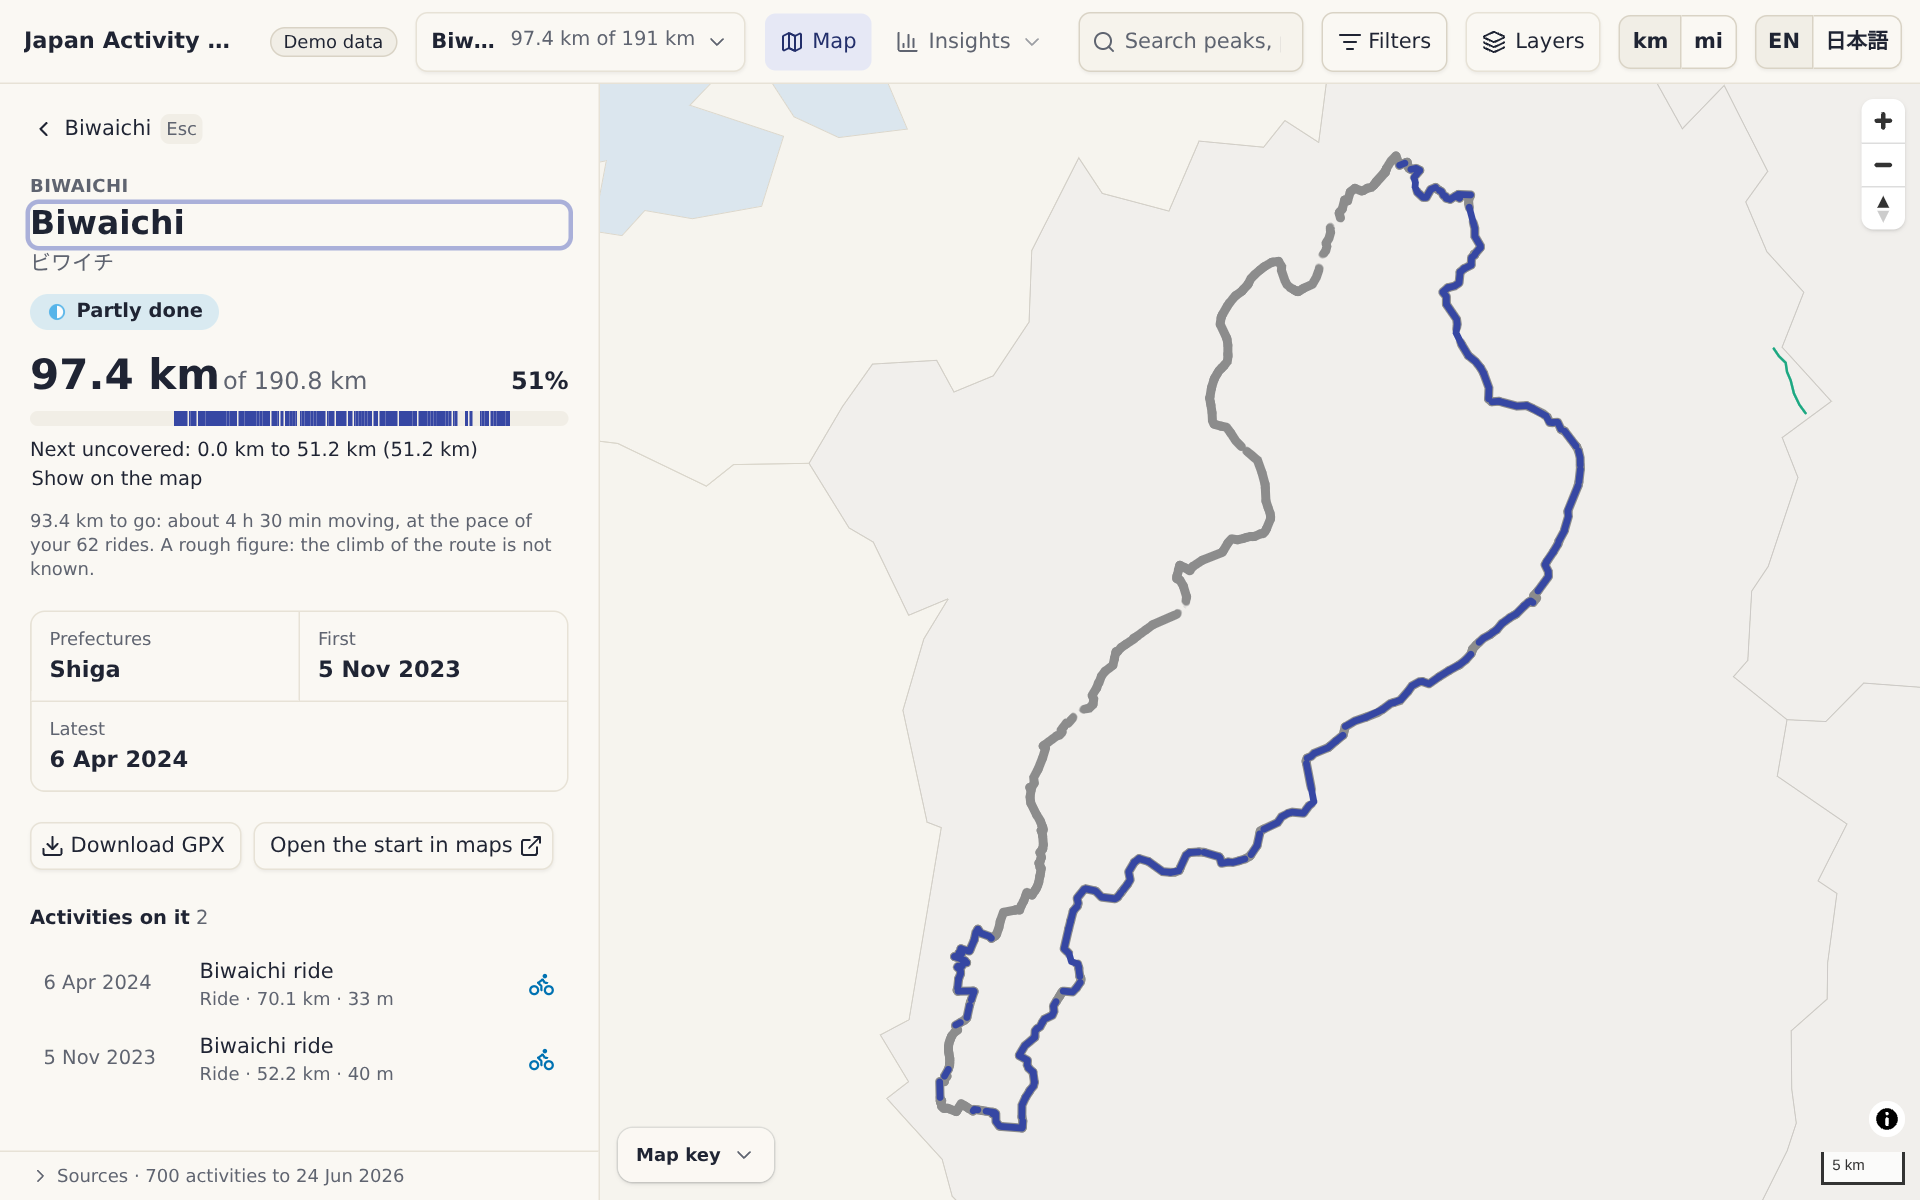 Japan Activity …
Demo data
Biw… 97.4 km of 191 km
Map
Insights
Search peaks,
Filters
Layers
km mi
EN 日本語
Biwaichi Esc
BIWAICHI
Biwaichi
ビワイチ
Partly done
97.4 km of 190.8 km 51%
Next uncovered: 0.0 km to 51.2 km (51.2 km)
Show on the map
93.4 km to go: about 4 h 30 min moving, at the pace of
your 62 rides. A rough figure: the climb of the route is not
known.
Prefectures
Shiga
First
5 Nov 2023
Latest
6 Apr 2024
Download GPX
Open the start in maps
Activities on it 2
6 Apr 2024
Biwaichi ride
Ride · 70.1 km · 33 m
5 Nov 2023
Biwaichi ride
Ride · 52.2 km · 40 m
Sources · 700 activities to 24 Jun 2026
Map key
5 km